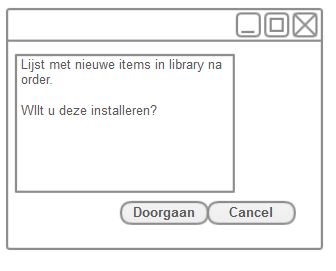 Lijst met nieuwe items in library na
order.
WIlt u deze installeren?
Doorgaan
Cancel